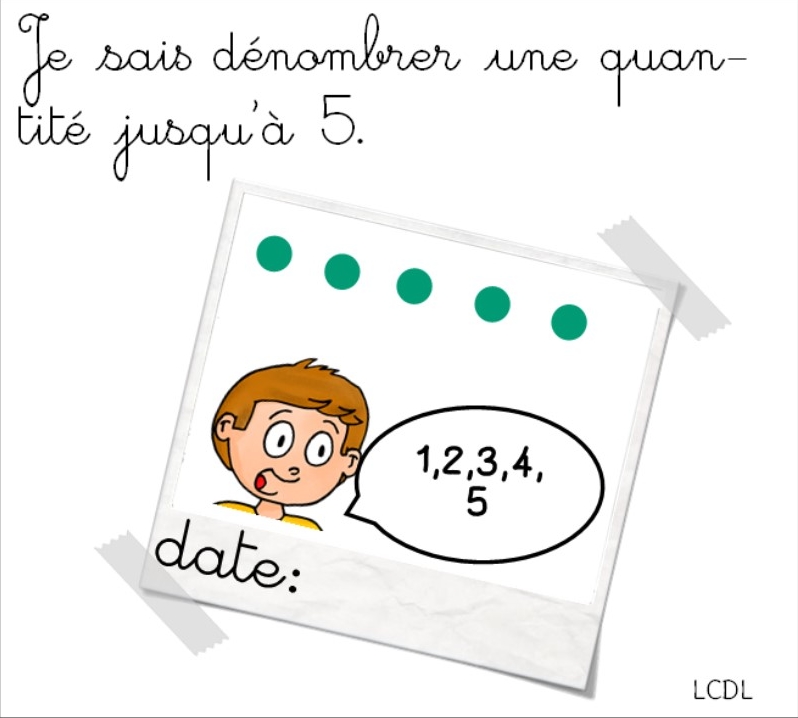 Je sais dénombrer une quan-
tité jusqu'à 5.
1,2,3,4,
5
date:
LCDL